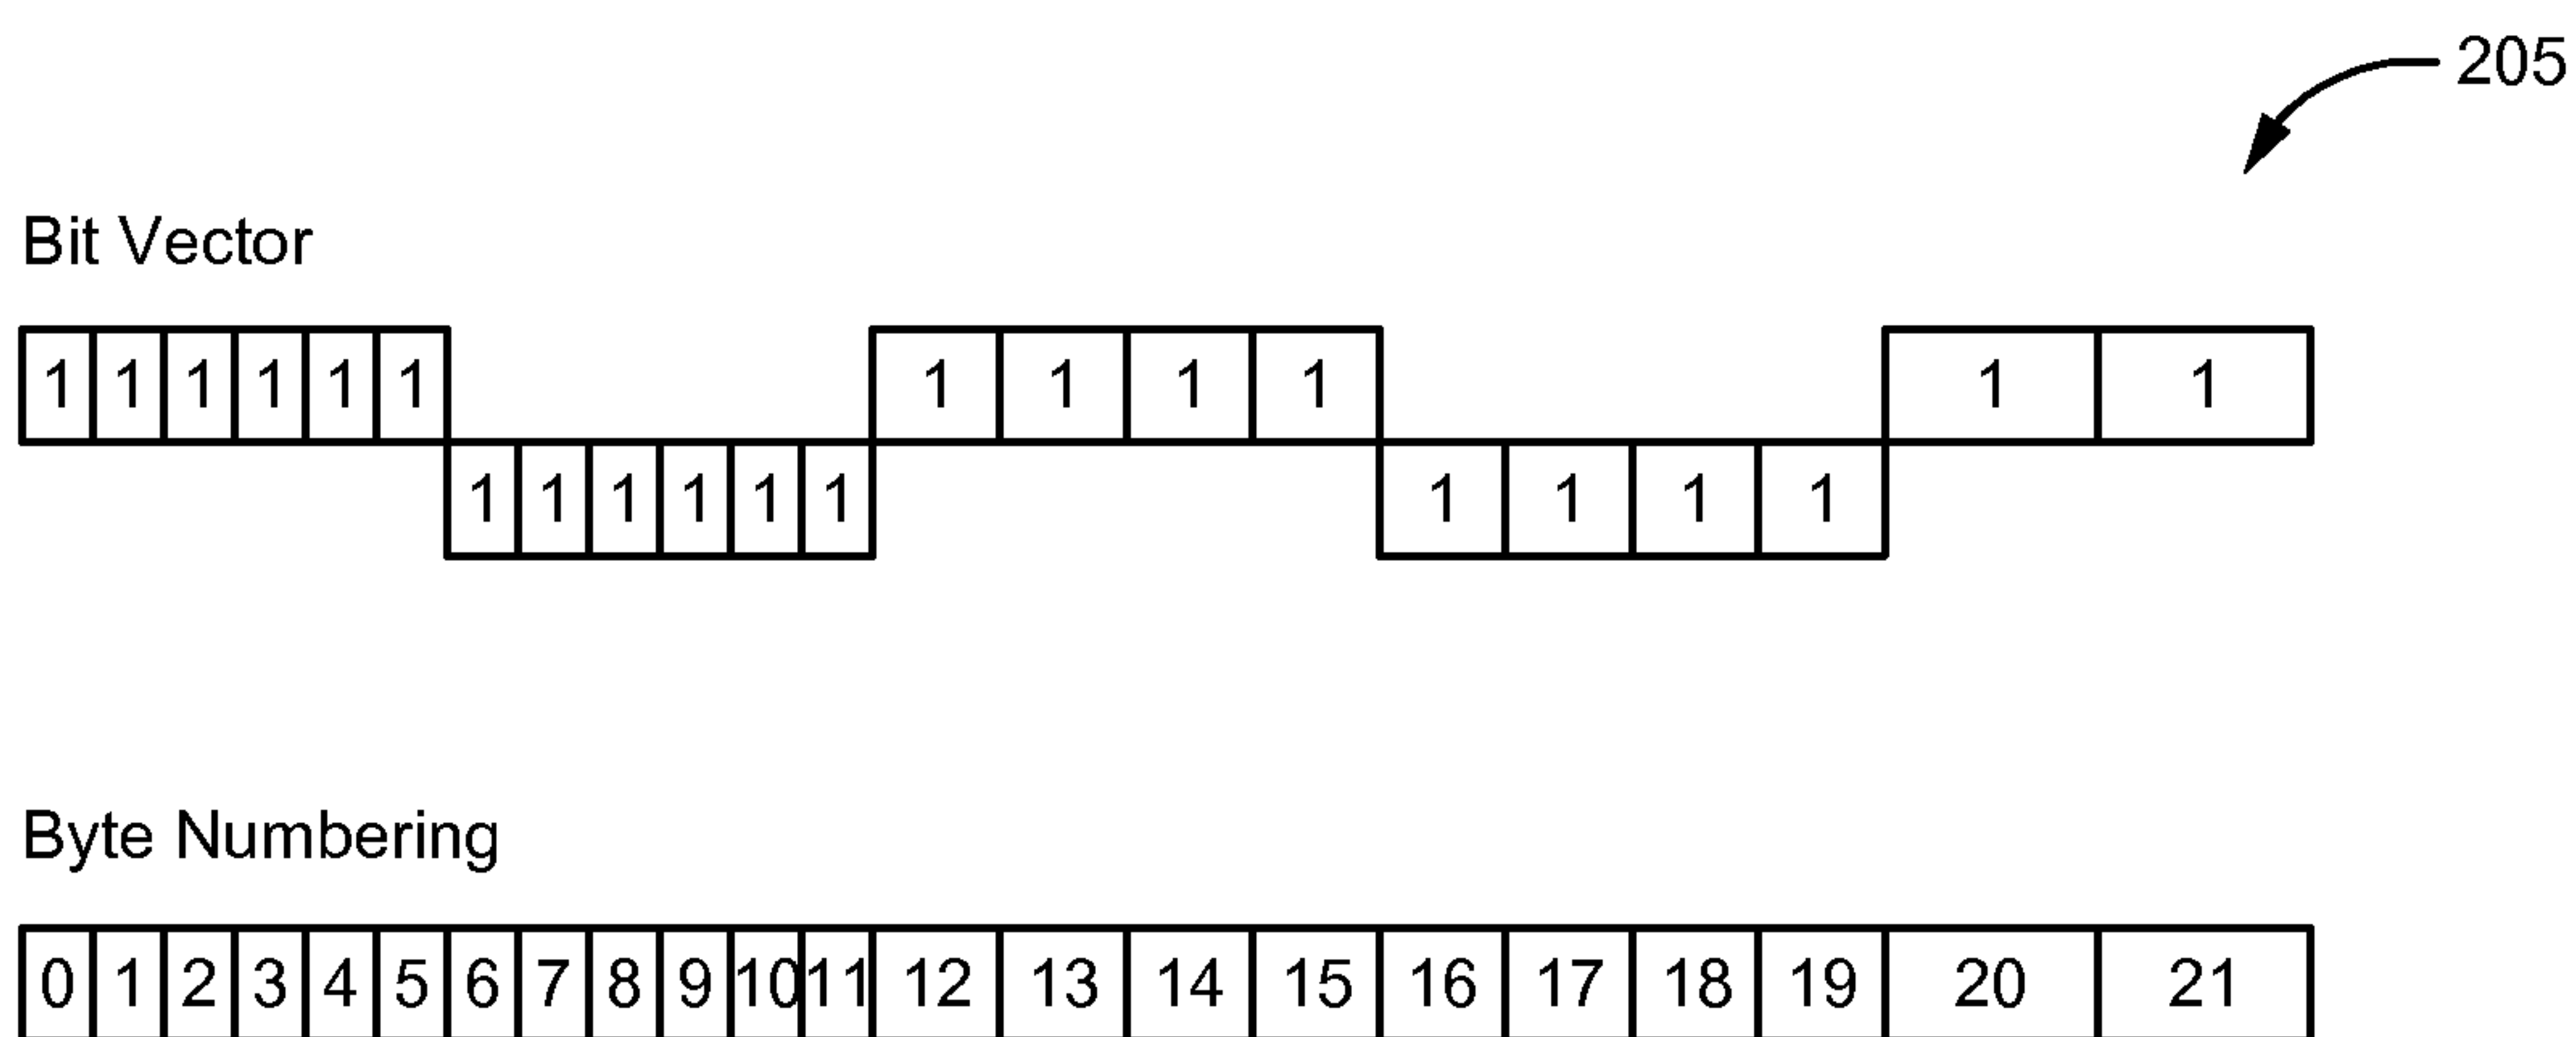 205
Bit Vector
1 1 1 1 1 1 1 1 1 1 1 1
1 1 1 1 1 1 1 1 1 1
Byte Numbering
0 1 2 3 4 5 6 7 8 9 10 11 12 13 14 15 16 17 18 19 20 21